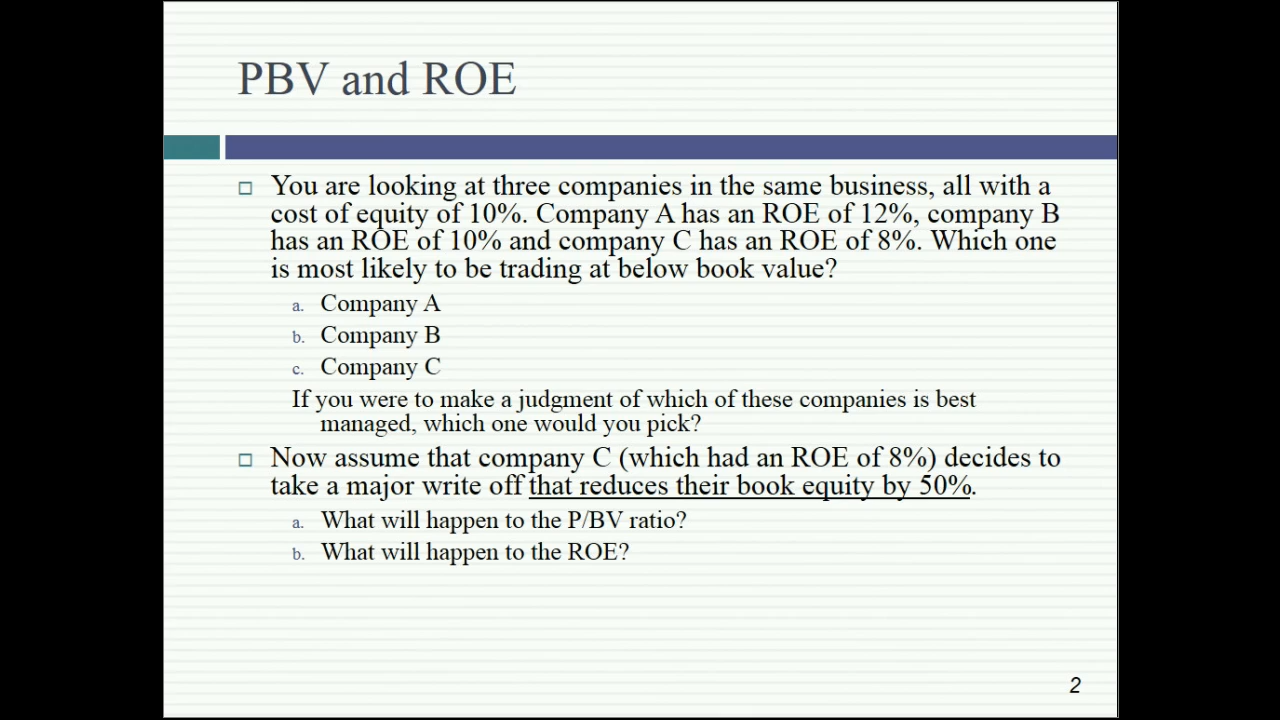 PBV and ROE
You are looking at three companies in the same business, all with a
cost of equity of 10%. Company A has an ROE of 12%, company B
has an ROE of 10% and company C has an ROE of 8%. Which one
is most likely to be trading at below book value?
a. Company A
b. Company B
c. Company C
If you were to make a judgment of which of these companies is best
managed, which one would you pick?
Now assume that company C (which had an ROE of 8%) decides to
take a major write off that reduces their book equity by 50%.
a. What will happen to the P/BV ratio?
b. What will happen to the ROE?
2